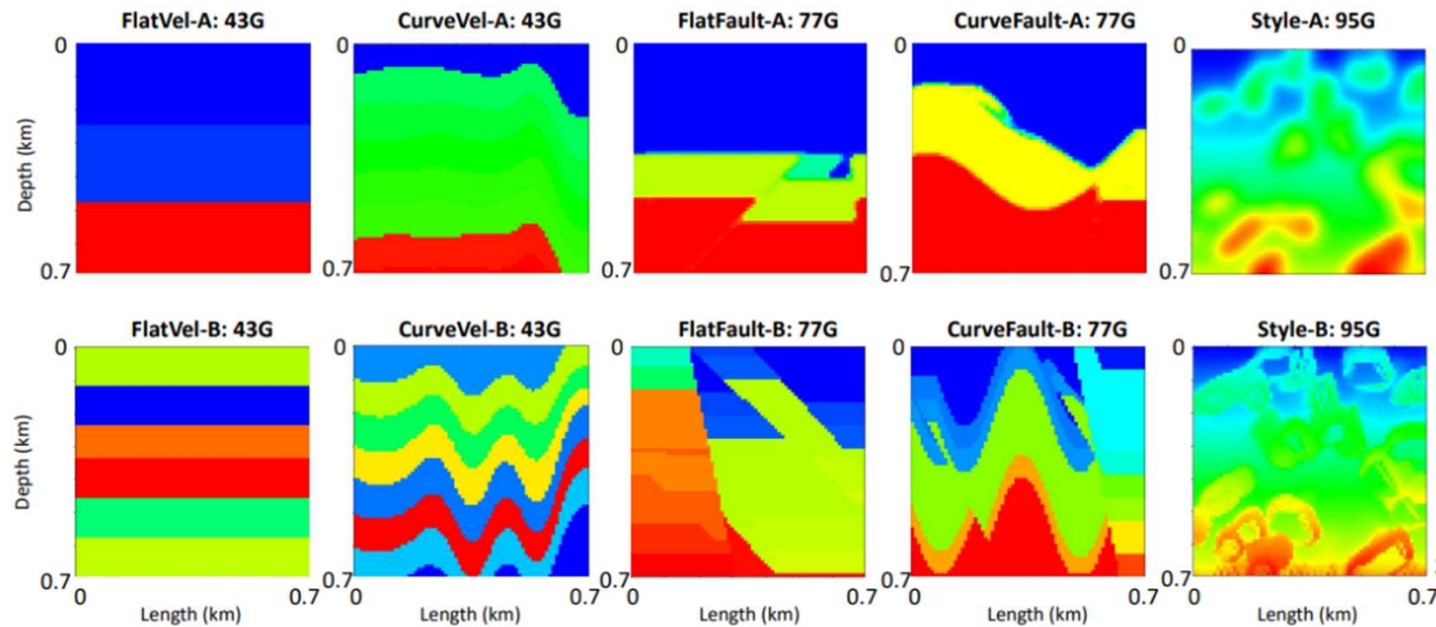 FlatVel-A: 43G CurveVel-A: 43G FlatFault-A: 77G CurveFault-A: 77G Style-A: 95G
0 0 0 0 0
Depth (km)
0.7 0.7 0.7 0.7 0.7
FlatVel-B: 43G CurveVel-B: 43G FlatFault-B: 77G CurveFault-B: 77G Style-B: 95G
0 0 0 0 0
Depth (km)
0.7 0.7 0.7 0.7 0.7
0 0.7 0 0.7 0 0.7 0 0.7 0 0.7
Length (km) Length (km) Length (km) Length (km) Length (km)